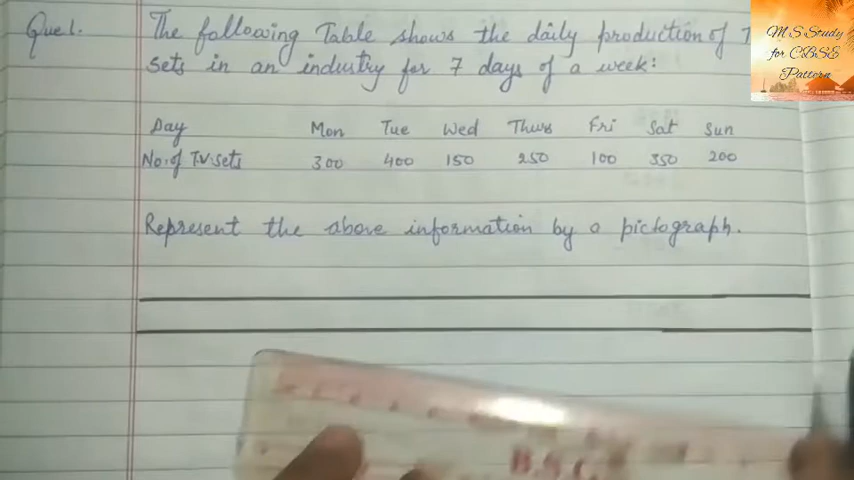 Que1. The following Table shows the daily production of T
sets in an industry for 7 days of a week:
Day Mon Tue Wed Thurs Fri Sat Sun
No. of T.V. sets 300 400 150 250 100 350 200
Represent the above information by a pictograph.
M S Study
for CBSE
Pattern
B.S.C.